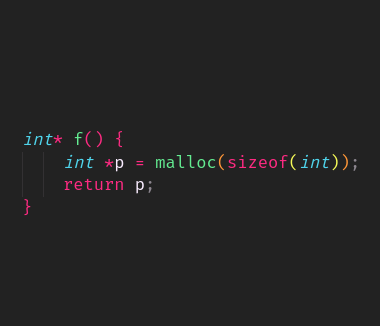 int* f() {
    int *p = malloc(sizeof(int));
    return p;
}